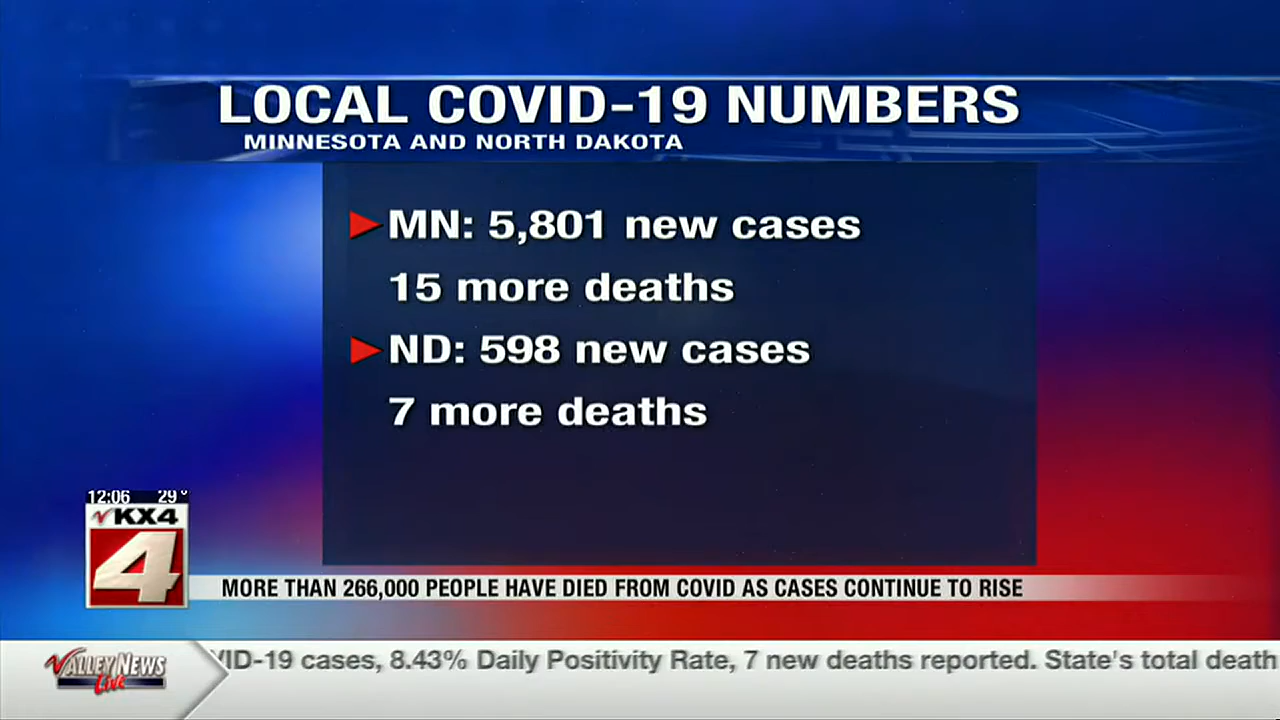 LOCAL COVID-19 NUMBERS
MINNESOTA AND NORTH DAKOTA
MN: 5,801 new cases
15 more deaths
ND: 598 new cases
7 more deaths
12:06 29°
KX4
4
MORE THAN 266,000 PEOPLE HAVE DIED FROM COVID AS CASES CONTINUE TO RISE
VALLEY NEWS
Live
VID-19 cases, 8.43% Daily Positivity Rate, 7 new deaths reported. State's total death